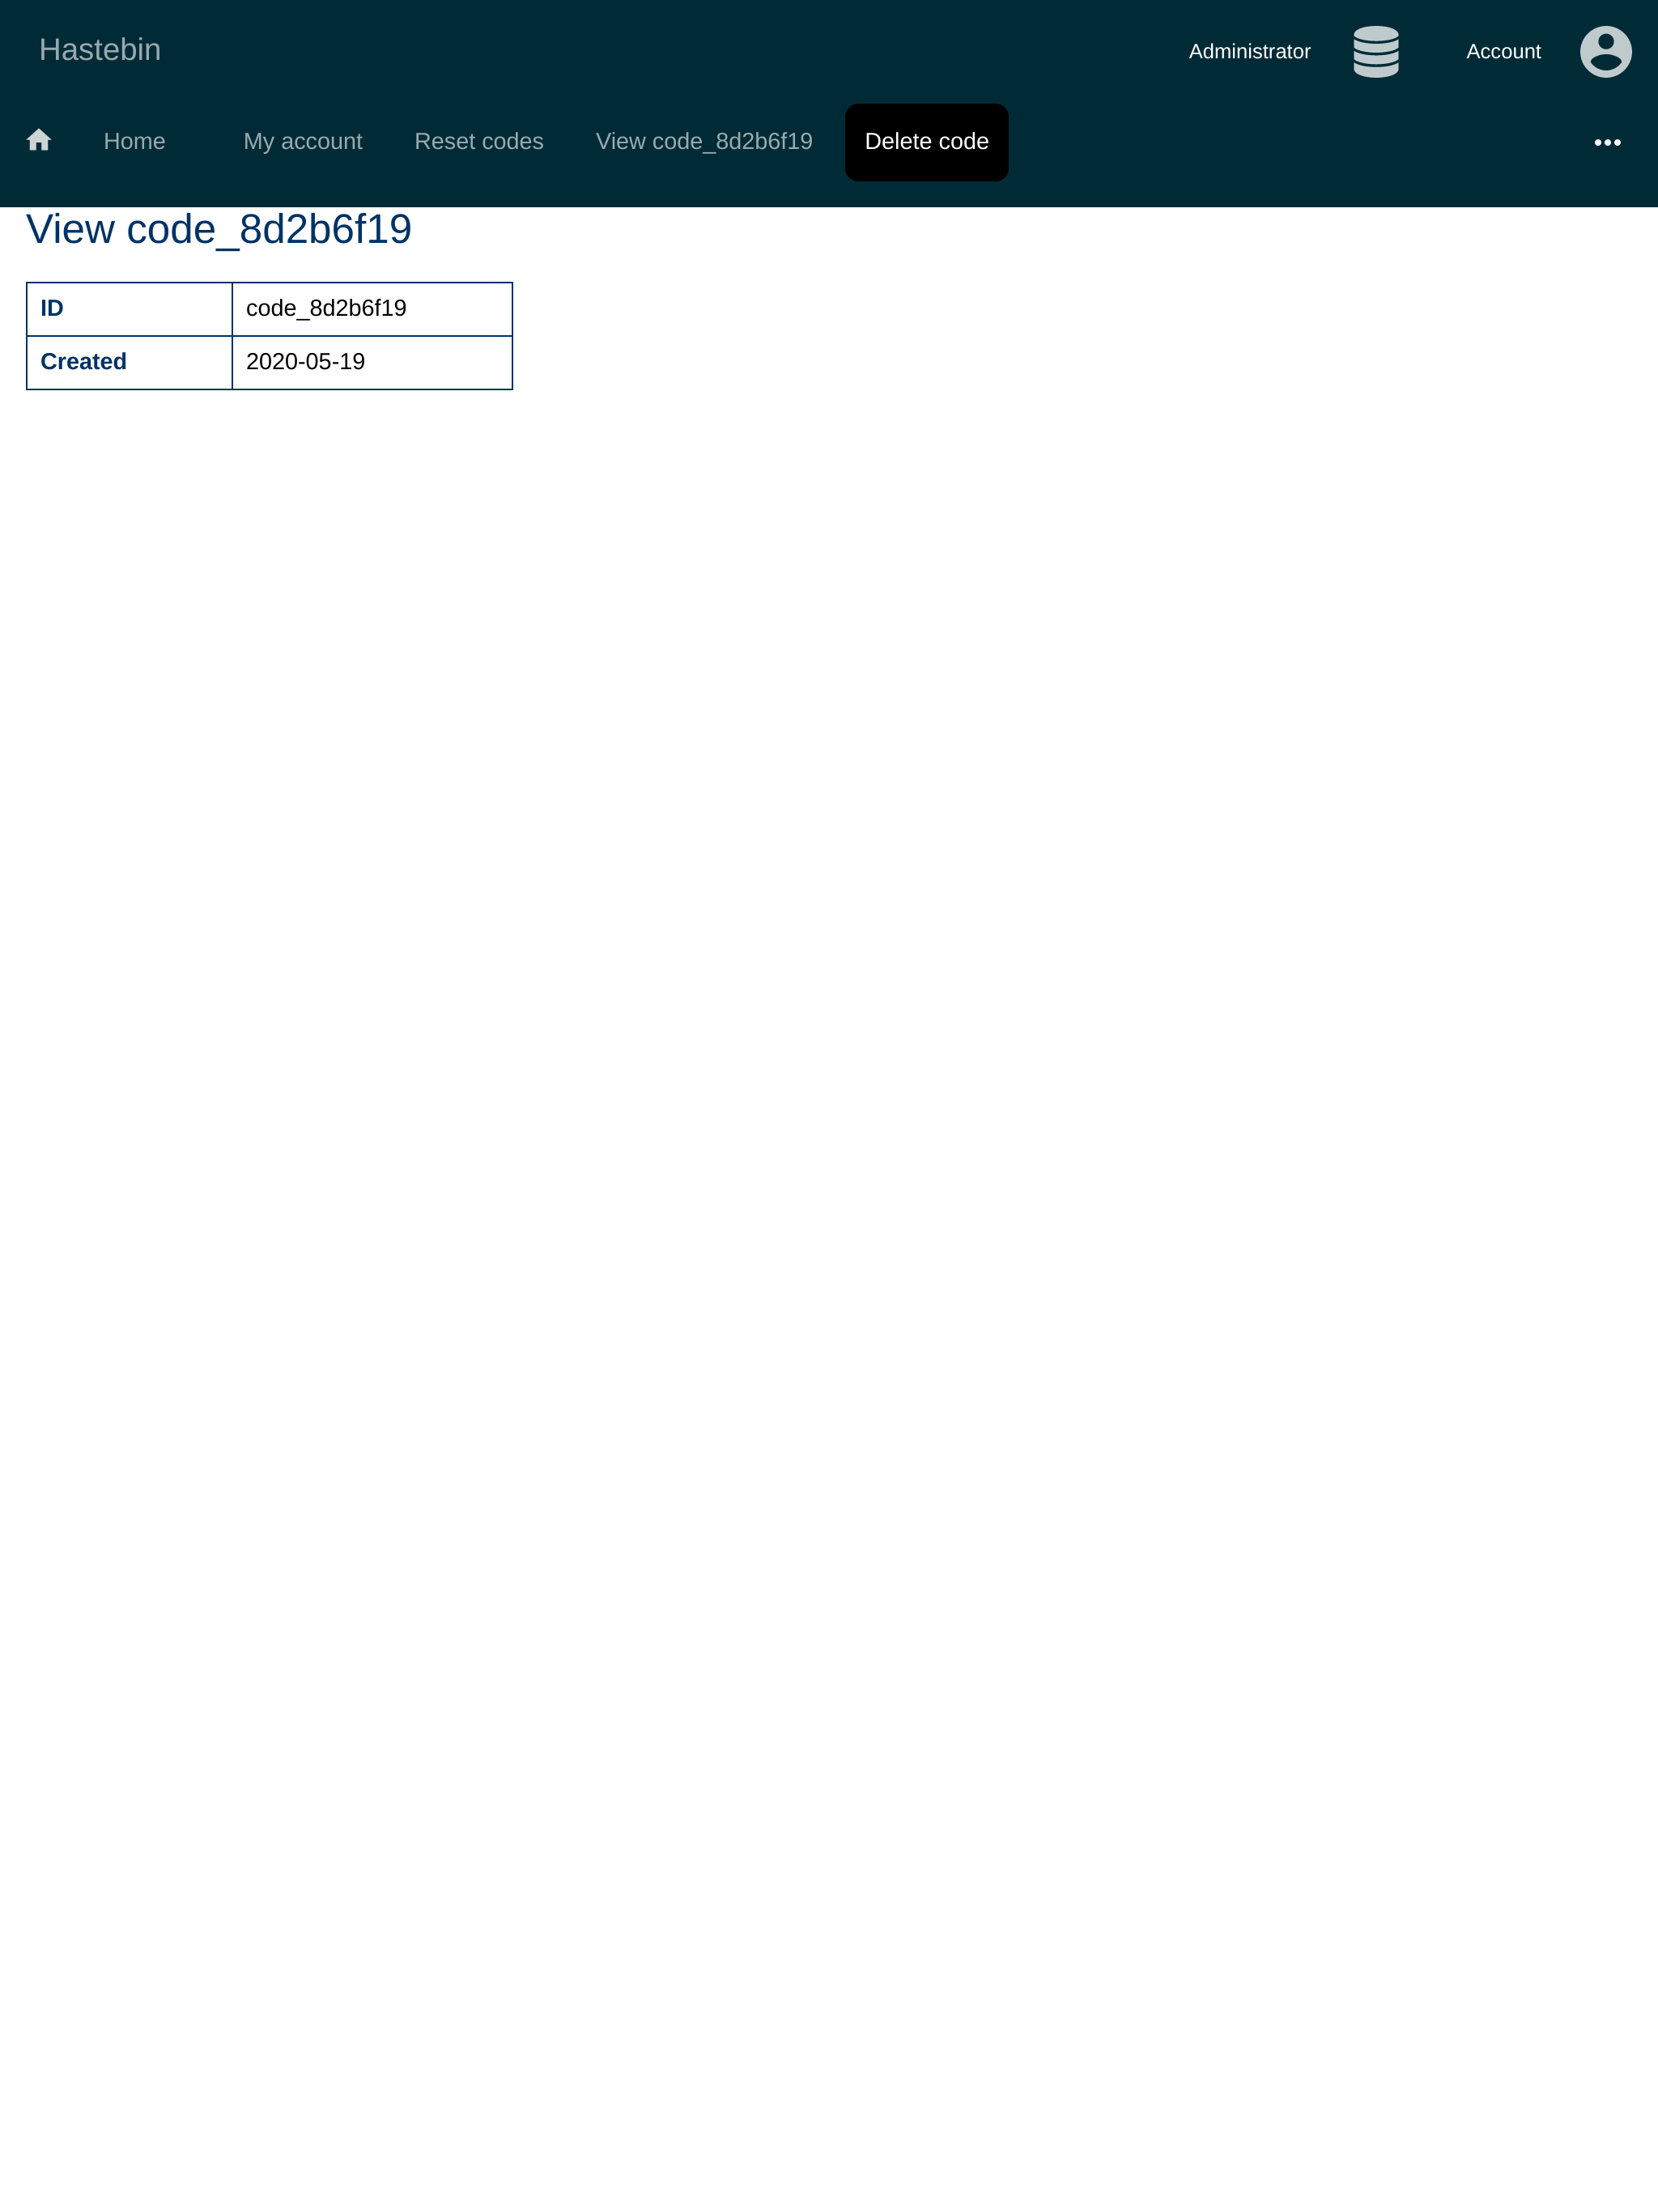 Hastebin
Administrator
Account
Home
My account
Reset codes
View code_8d2b6f19
Delete code
View code_8d2b6f19
ID code_8d2b6f19
Created 2020-05-19